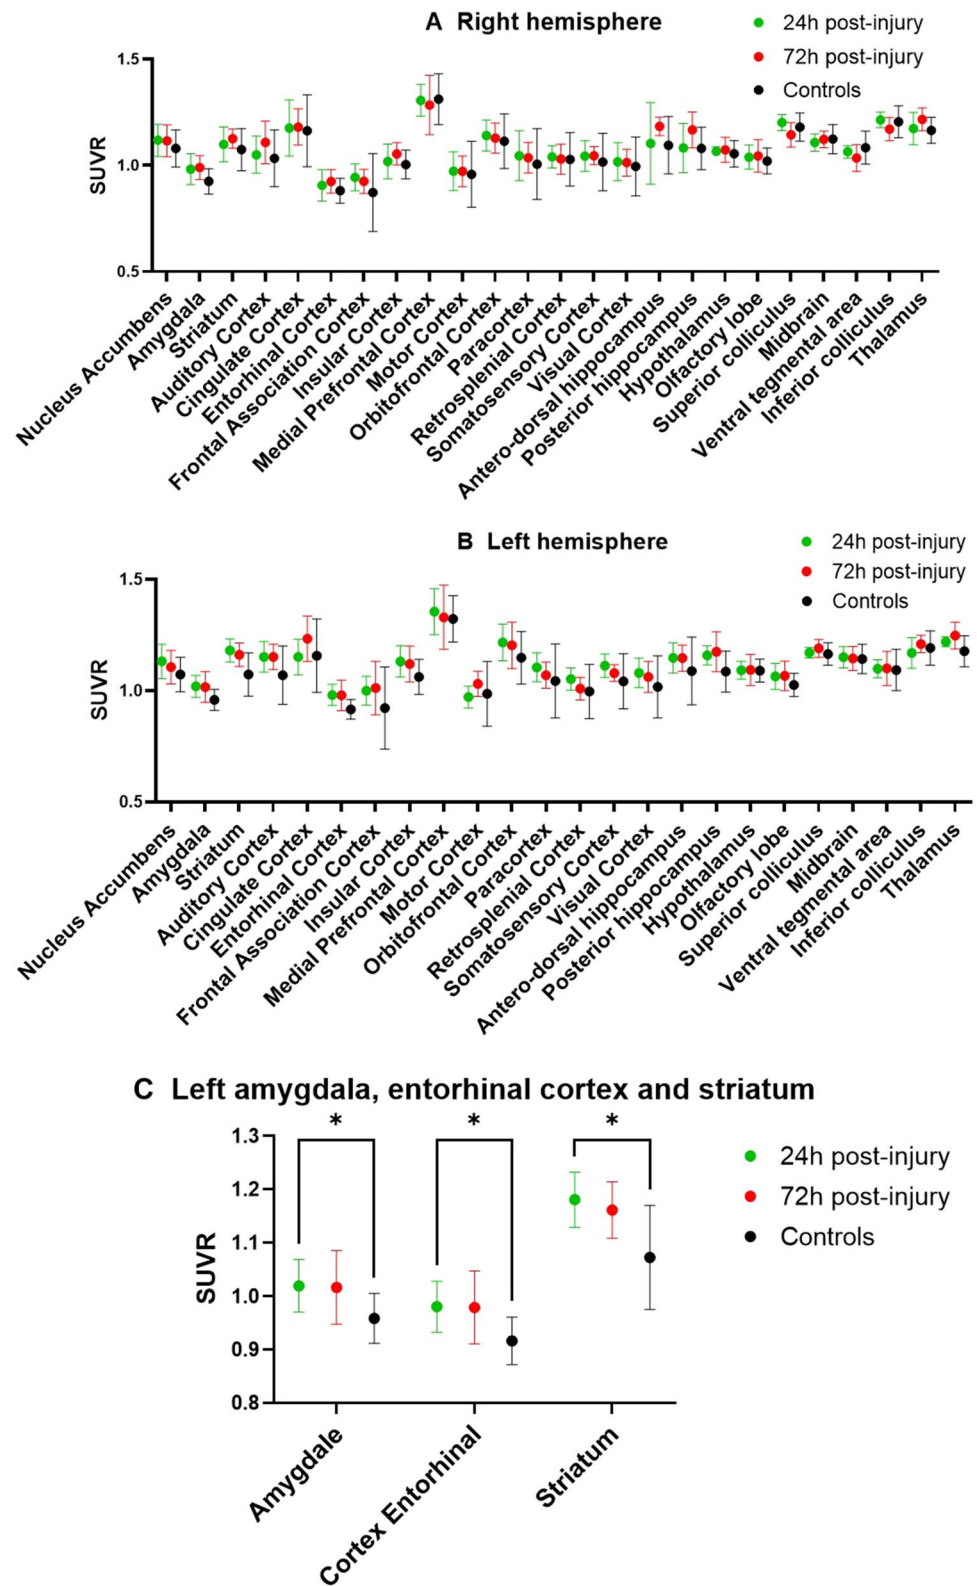 A Right hemisphere
24h post-injury
72h post-injury
Controls
SUVR
1.5
1.0
0.5
Nucleus Accumbens
Amygdala
Striatum
Auditory Cortex
Cingulate Cortex
Entorhinal Cortex
Frontal Association Cortex
Insular Cortex
Medial Prefrontal Cortex
Motor Cortex
Orbitofrontal Cortex
Paracortex
Retrosplenial Cortex
Somatosensory Cortex
Visual Cortex
Antero-dorsal hippocampus
Posterior hippocampus
Hypothalamus
Olfactory lobe
Superior colliculus
Midbrain
Ventral tegmental area
Inferior colliculus
Thalamus
B Left hemisphere
24h post-injury
72h post-injury
Controls
SUVR
1.5
1.0
0.5
Nucleus Accumbens
Amygdala
Striatum
Auditory Cortex
Cingulate Cortex
Entorhinal Cortex
Frontal Association Cortex
Insular Cortex
Medial Prefrontal Cortex
Motor Cortex
Orbitofrontal Cortex
Paracortex
Retrosplenial Cortex
Somatosensory Cortex
Visual Cortex
Antero-dorsal hippocampus
Posterior hippocampus
Hypothalamus
Olfactory lobe
Superior colliculus
Midbrain
Ventral tegmental area
Inferior colliculus
Thalamus
C Left amygdala, entorhinal cortex and striatum
* * *
24h post-injury
72h post-injury
Controls
SUVR
1.3
1.2
1.1
1.0
0.9
0.8
Amygdale
Cortex Entorhinal
Striatum